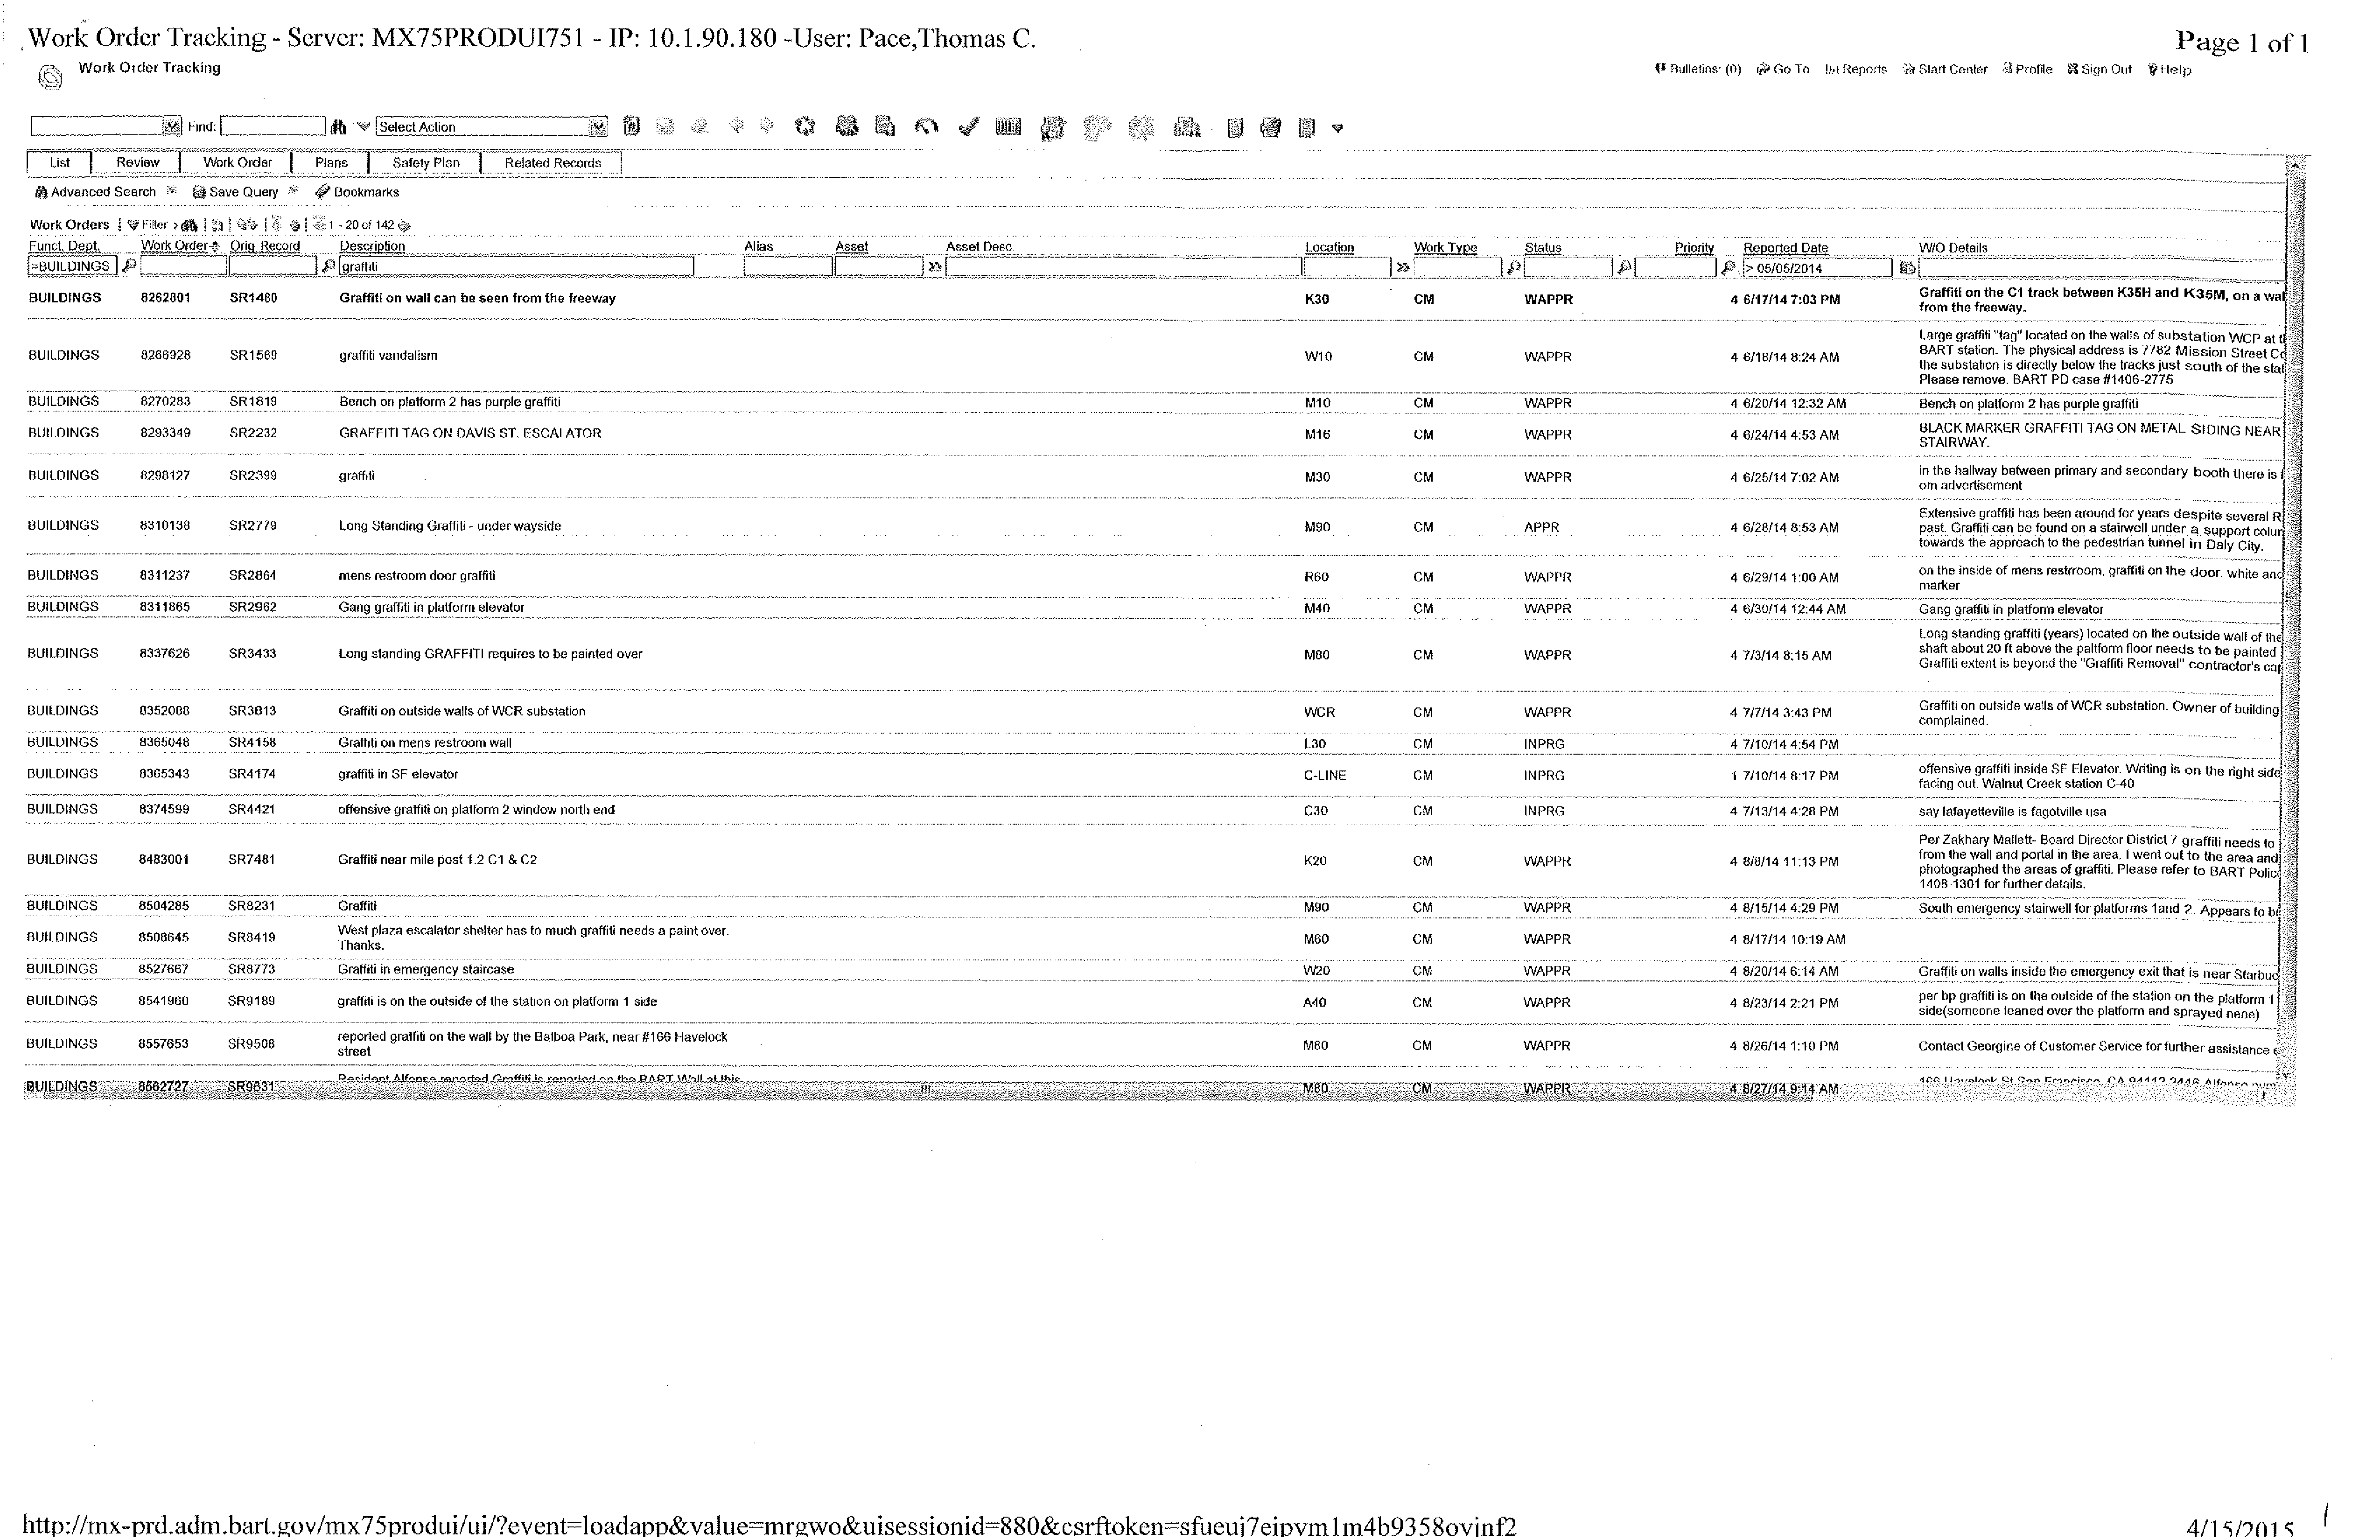 Work Order Tracking - Server: MX75PRODUI751 - IP: 10.1.90.180 -User: Pace,Thomas C. Page 1 of 1
Work Order Tracking Bulletins: (0) Go To Reports Start Center Profile Sign Out Help
Find: Select Action
List Review Work Order Plans Safety Plan Related Records
Advanced Search Save Query Bookmarks
Work Orders Filter 1 - 20 of 142
Funct. Dept. Work Order Orig. Record Description Alias Asset Asset Desc. Location Work Type Status Priority Reported Date W/O Details
=BUILDINGS graffiti > 05/05/2014
BUILDINGS 8262801 SR1480 Graffiti on wall can be seen from the freeway K30 CM WAPPR 4 6/17/14 7:03 PM Graffiti on the C1 track between K35H and K35M, on a wal
from the freeway.
Large graffiti "tag" located on the walls of substation WCP at t
BUILDINGS 8266928 SR1569 graffiti vandalism W10 CM WAPPR 4 6/18/14 8:24 AM BART station. The physical address is 7782 Mission Street Co
the substation is directly below the tracks just south of the stat
Please remove. BART PD case #1406-2775
BUILDINGS 8270283 SR1819 Bench on platform 2 has purple graffiti M10 CM WAPPR 4 6/20/14 12:32 AM Bench on platform 2 has purple graffiti
BUILDINGS 8293349 SR2232 GRAFFITI TAG ON DAVIS ST. ESCALATOR M16 CM WAPPR 4 6/24/14 4:53 AM BLACK MARKER GRAFFITI TAG ON METAL SIDING NEAR
STAIRWAY.
BUILDINGS 8298127 SR2399 graffiti M30 CM WAPPR 4 6/25/14 7:02 AM in the hallway between primary and secondary booth there is
om advertisement
Extensive graffiti has been around for years despite several R
BUILDINGS 8310138 SR2779 Long Standing Graffiti - under wayside M90 CM APPR 4 6/28/14 8:53 AM past. Graffiti can be found on a stairwell under a support colum
towards the approach to the pedestrian tunnel in Daly City.
BUILDINGS 8311237 SR2864 mens restroom door graffiti R60 CM WAPPR 4 6/29/14 1:00 AM on the inside of mens restrroom, graffiti on the door. white and
marker
BUILDINGS 8311865 SR2962 Gang graffiti in platform elevator M40 CM WAPPR 4 6/30/14 12:44 AM Gang graffiti in platform elevator
Long standing graffiti (years) located on the outside wall of the
BUILDINGS 8337626 SR3433 Long standing GRAFFITI requires to be painted over M80 CM WAPPR 4 7/3/14 8:15 AM shaft about 20 ft above the paltform floor needs to be painted
Graffiti extent is beyond the "Graffiti Removal" contractor's cap
BUILDINGS 8352088 SR3813 Graffiti on outside walls of WCR substation WCR CM WAPPR 4 7/7/14 3:43 PM Graffiti on outside walls of WCR substation. Owner of building
complained.
BUILDINGS 8365048 SR4158 Graffiti on mens restroom wall L30 CM INPRG 4 7/10/14 4:54 PM
BUILDINGS 8365343 SR4174 graffiti in SF elevator C-LINE CM INPRG 1 7/10/14 8:17 PM offensive graffiti inside SF Elevator. Writing is on the right side
facing out. Walnut Creek station C-40
BUILDINGS 8374599 SR4421 offensive graffiti on platform 2 window north end C30 CM INPRG 4 7/13/14 4:28 PM say lafayetteville is fagotville usa
Per Zakhary Mallett- Board Director District 7 graffiti needs to
BUILDINGS 8483001 SR7481 Graffiti near mile post 1.2 C1 & C2 K20 CM WAPPR 4 8/8/14 11:13 PM from the wall and portal in the area. I went out to the area and
photographed the areas of graffiti. Please refer to BART Polic
1408-1301 for further details.
BUILDINGS 8504285 SR8231 Graffiti M90 CM WAPPR 4 8/15/14 4:29 PM South emergency stairwell for platforms 1and 2. Appears to b
BUILDINGS 8508645 SR8419 West plaza escalator shelter has to much graffiti needs a paint over. M60 CM WAPPR 4 8/17/14 10:19 AM
Thanks.
BUILDINGS 8527667 SR8773 Graffiti in emergency staircase W20 CM WAPPR 4 8/20/14 6:14 AM Graffiti on walls inside the emergency exit that is near Starbuc
BUILDINGS 8541960 SR9189 graffiti is on the outside of the station on platform 1 side A40 CM WAPPR 4 8/23/14 2:21 PM per bp graffiti is on the outside of the station on the platform 1
side(someone leaned over the platform and sprayed nene)
BUILDINGS 8557653 SR9508 reported graffiti on the wall by the Balboa Park, near #166 Havelock M80 CM WAPPR 4 8/26/14 1:10 PM Contact Georgine of Customer Service for further assistance
street
BUILDINGS 8562727 SR9631 Resident Alfonso reported Graffiti is reported on the BART Wall at this M80 CM WAPPR 4 8/27/14 9:14 AM 166 Havelock St San Francisco, CA 94112 2446 Alfonso
http://mx-prd.adm.bart.gov/mx75produi/ui/?event=loadapp&value=mrgwo&uisessionid=880&csrftoken=sfueuj7eipvm1m4b9358ovinf2 4/15/2015